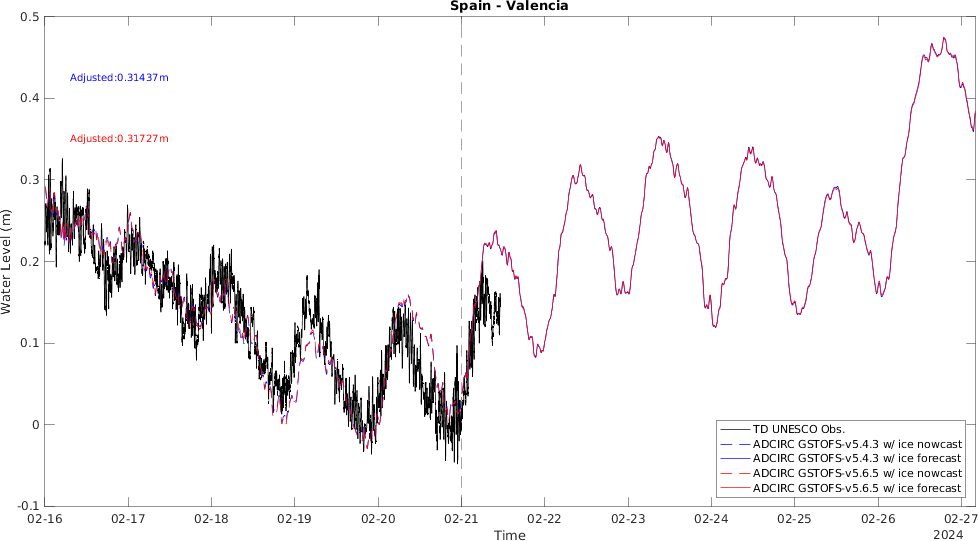 Spain - Valencia
0.5
0.4
0.3
0.2
0.1
0
-0.1
Water Level (m)
Adjusted:0.31437m
Adjusted:0.31727m
TD UNESCO Obs.
ADCIRC GSTOFS-v5.4.3 w/ ice nowcast
ADCIRC GSTOFS-v5.4.3 w/ ice forecast
ADCIRC GSTOFS-v5.6.5 w/ ice nowcast
ADCIRC GSTOFS-v5.6.5 w/ ice forecast
02-16 02-17 02-18 02-19 02-20 02-21 02-22 02-23 02-24 02-25 02-26 02-27
Time
2024